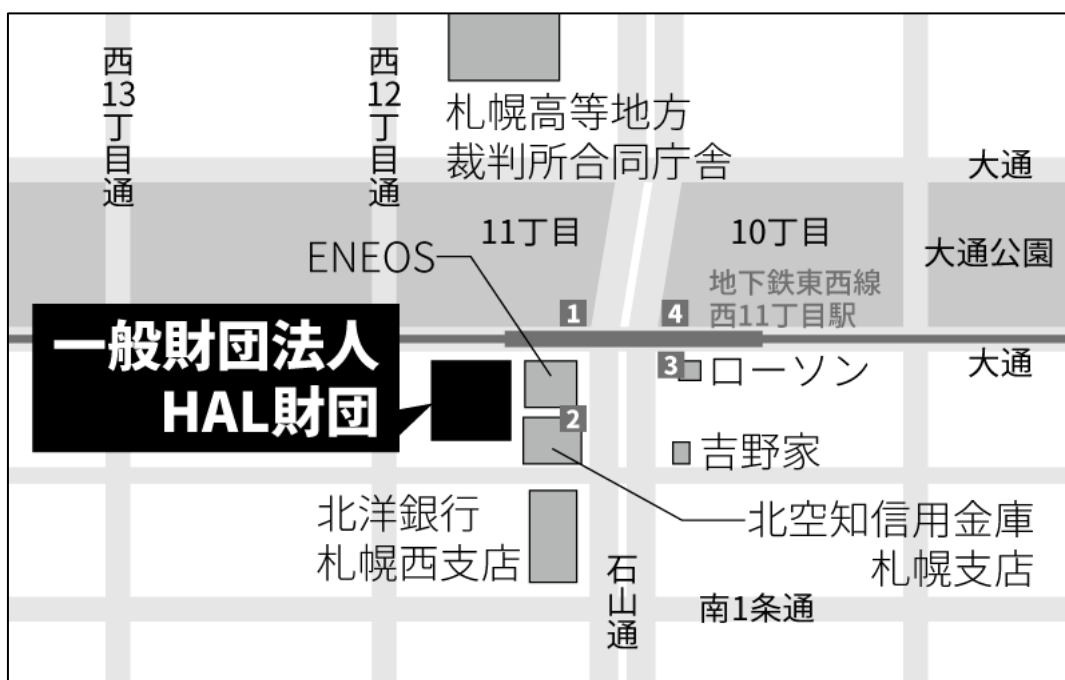 西13丁目通
西12丁目通
札幌高等地方
裁判所合同庁舎
大通
11丁目
10丁目
大通公園
ENEOS
地下鉄東西線
西11丁目駅
1
4
一般財団法人
HAL財団
3
ローソン
大通
2
吉野家
北洋銀行
札幌西支店
北空知信用金庫
札幌支店
石山通
南1条通